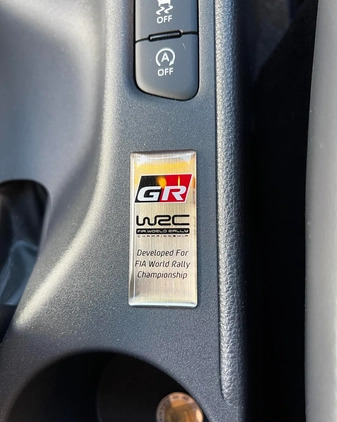 OFF
A
OFF
GR
WRC
FIA WORLD RALLY
CHAMPIONSHIP
Developed For
FIA World Rally
Championship